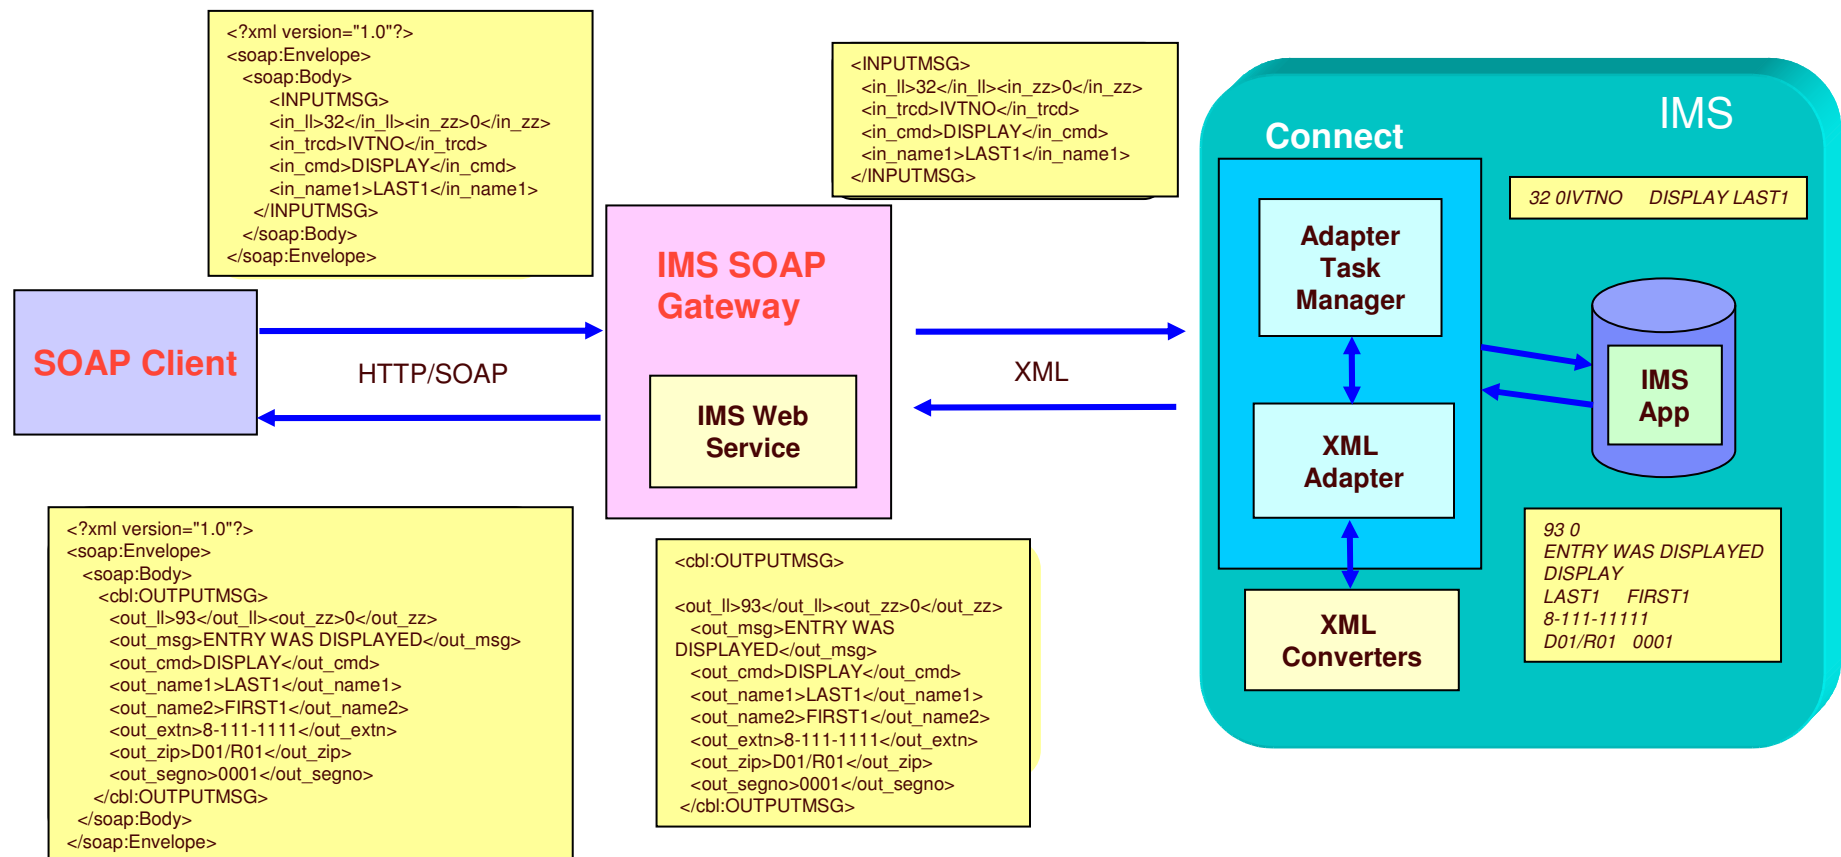 <?xml version="1.0"?>
<soap:Envelope>
<soap:Body>
<INPUTMSG>
<in_ll>32</in_ll><in_zz>0</in_zz>
<in_trcd>IVTNO</in_trcd>
<in_cmd>DISPLAY</in_cmd>
<in_name1>LAST1</in_name1>
</INPUTMSG>
</soap:Body>
</soap:Envelope>
<INPUTMSG>
<in_ll>32</in_ll><in_zz>0</in_zz>
<in_trcd>IVTNO</in_trcd>
<in_cmd>DISPLAY</in_cmd>
<in_name1>LAST1</in_name1>
</INPUTMSG>
IMS
Connect
32 0IVTNO DISPLAY LAST1
Adapter
Task
Manager
IMS SOAP
Gateway
SOAP Client
HTTP/SOAP
XML
IMS Web
Service
IMS
App
XML
Adapter
XML
Converters
93 0
ENTRY WAS DISPLAYED
DISPLAY
LAST1 FIRST1
8-111-11111
D01/R01 0001
<?xml version="1.0"?>
<soap:Envelope>
<soap:Body>
<cbl:OUTPUTMSG>
<out_ll>93</out_ll><out_zz>0</out_zz>
<out_msg>ENTRY WAS DISPLAYED</out_msg>
<out_cmd>DISPLAY</out_cmd>
<out_name1>LAST1</out_name1>
<out_name2>FIRST1</out_name2>
<out_extn>8-111-1111</out_extn>
<out_zip>D01/R01</out_zip>
<out_segno>0001</out_segno>
</cbl:OUTPUTMSG>
</soap:Body>
</soap:Envelope>
<cbl:OUTPUTMSG>
<out_ll>93</out_ll><out_zz>0</out_zz>
<out_msg>ENTRY WAS
DISPLAYED</out_msg>
<out_cmd>DISPLAY</out_cmd>
<out_name1>LAST1</out_name1>
<out_name2>FIRST1</out_name2>
<out_extn>8-111-1111</out_extn>
<out_zip>D01/R01</out_zip>
<out_segno>0001</out_segno>
</cbl:OUTPUTMSG>